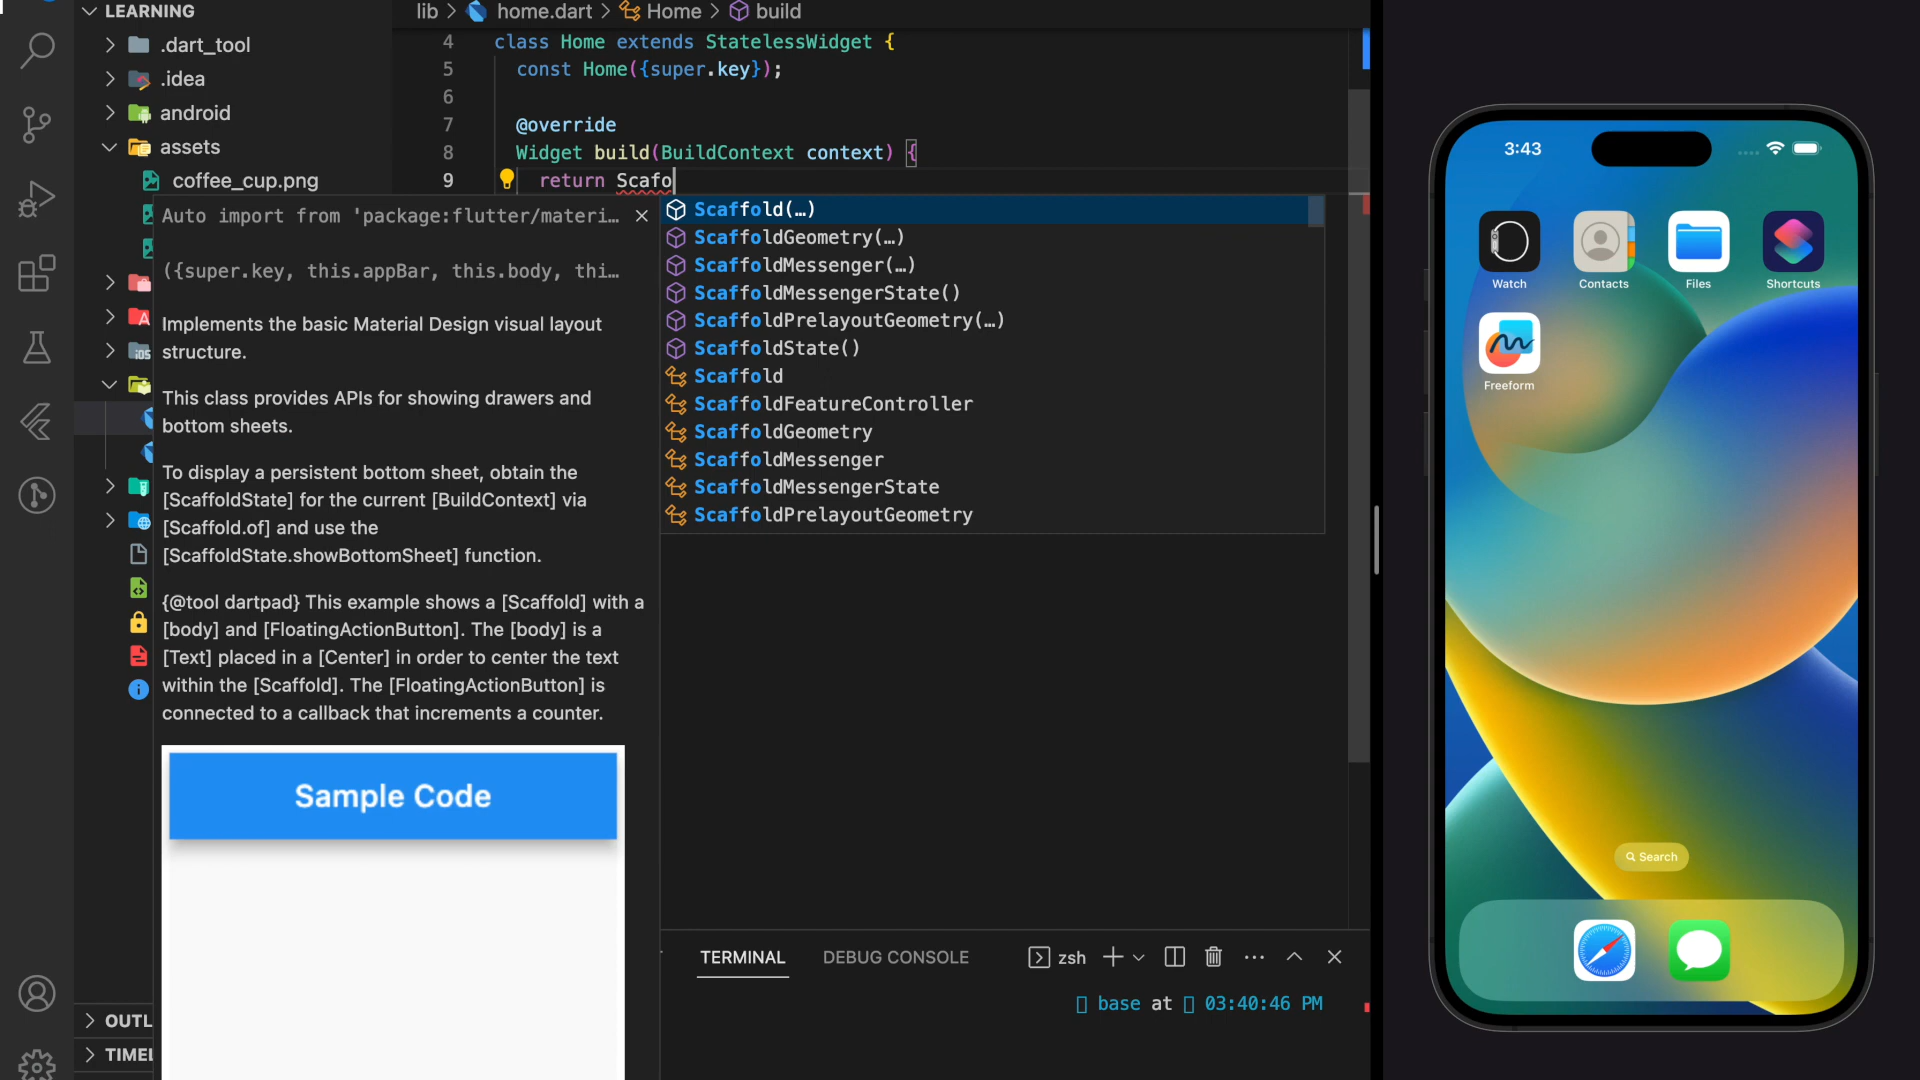 LEARNING
.dart_tool
.idea
android
assets
coffee_cup.png
OUTL
TIMEL
lib > home.dart > Home > build
4 class Home extends StatelessWidget {
5 const Home({super.key});
6
7 @override
8 Widget build(BuildContext context) {
9 return Scafo
Auto import from 'package:flutter/materi…
({super.key, this.appBar, this.body, thi…
Implements the basic Material Design visual layout
structure.
This class provides APIs for showing drawers and
bottom sheets.
To display a persistent bottom sheet, obtain the
[ScaffoldState] for the current [BuildContext] via
[Scaffold.of] and use the
[ScaffoldState.showBottomSheet] function.
{@tool dartpad} This example shows a [Scaffold] with a
[body] and [FloatingActionButton]. The [body] is a
[Text] placed in a [Center] in order to center the text
within the [Scaffold]. The [FloatingActionButton] is
connected to a callback that increments a counter.
Sample Code
Scaffold(…)
ScaffoldGeometry(…)
ScaffoldMessenger(…)
ScaffoldMessengerState()
ScaffoldPrelayoutGeometry(…)
ScaffoldState()
Scaffold
ScaffoldFeatureController
ScaffoldGeometry
ScaffoldMessenger
ScaffoldMessengerState
ScaffoldPrelayoutGeometry
TERMINAL DEBUG CONSOLE zsh
base at 03:40:46 PM
3:43
Watch Contacts Files Shortcuts
Freeform
Search